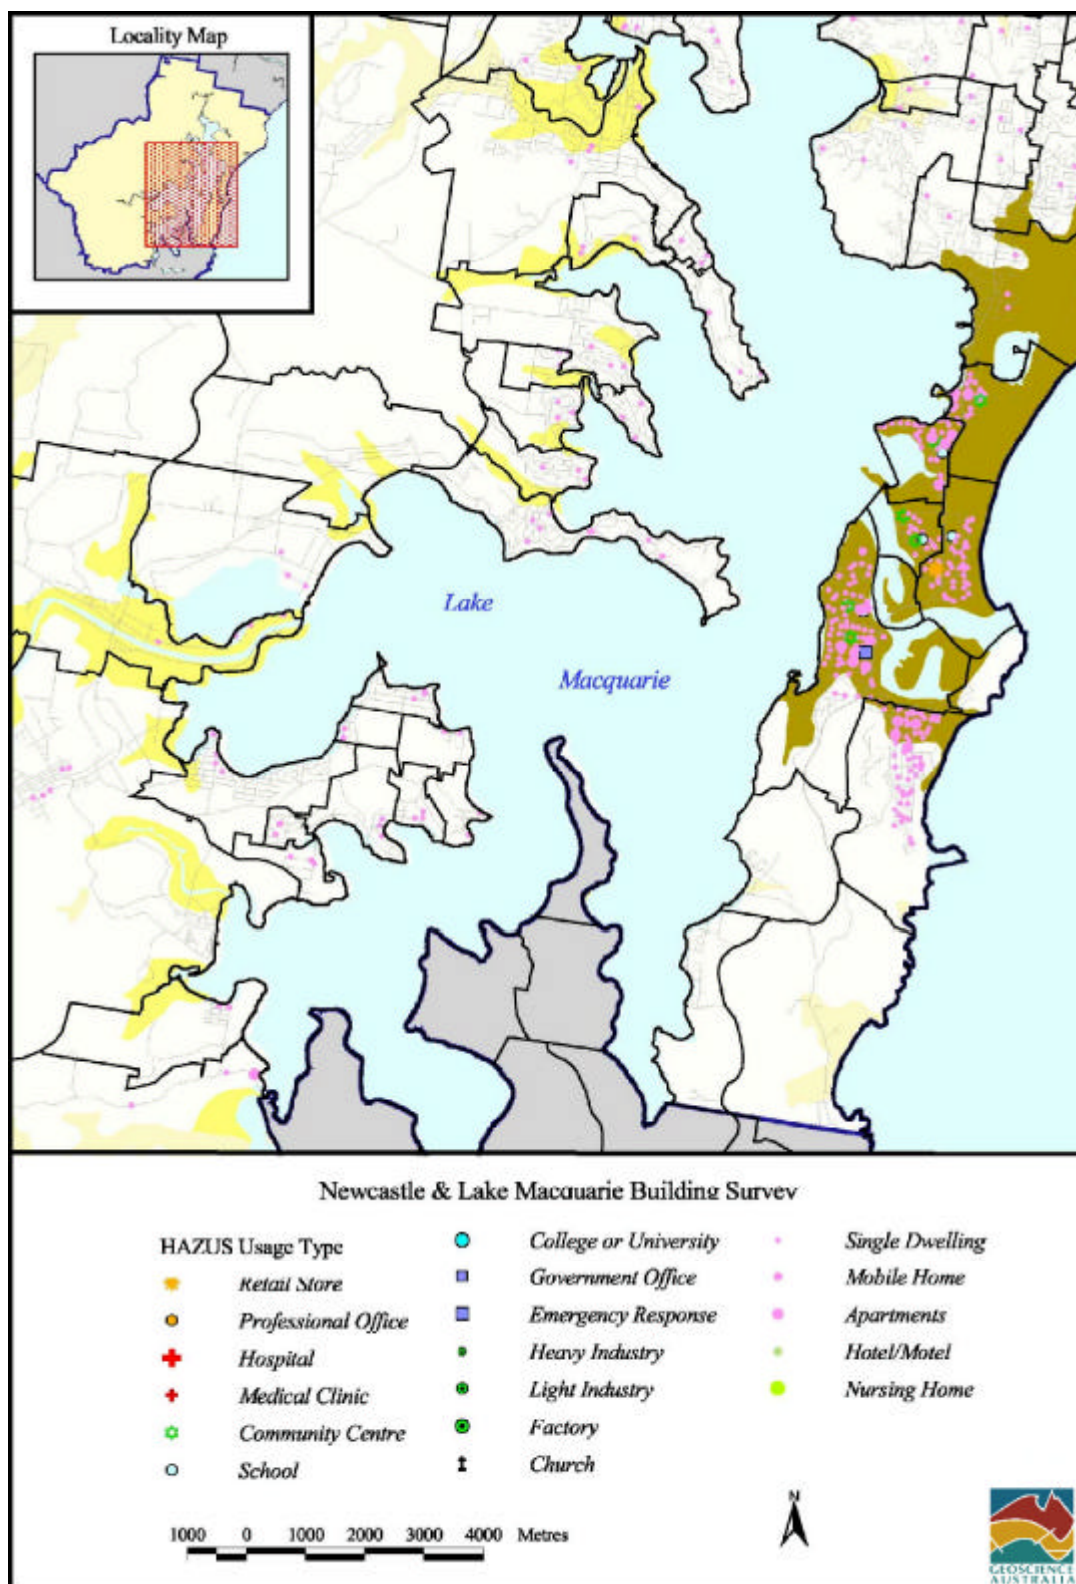 Locality Map
Lake
Macquarie
Newcastle & Lake Macquarie Building Survey
HAZUS Usage Type
Retail Store
Professional Office
Hospital
Medical Clinic
Community Centre
School
College or University
Government Office
Emergency Response
Heavy Industry
Light Industry
Factory
Church
Single Dwelling
Mobile Home
Apartments
Hotel/Motel
Nursing Home
1000 0 1000 2000 3000 4000 Metres
N
GEOSCIENCE
AUSTRALIA